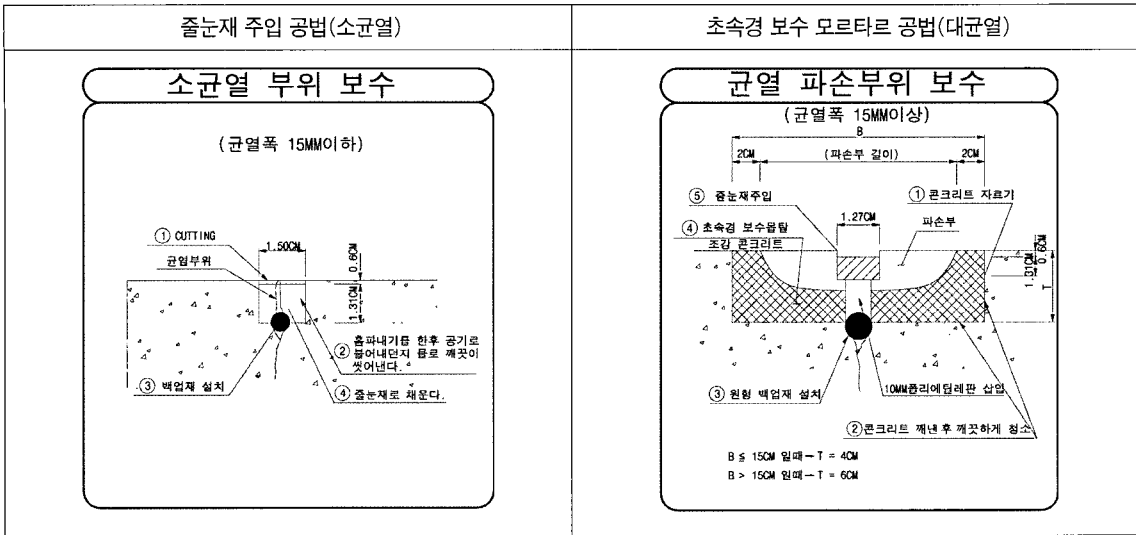 줄눈재 주입 공법(소균열)
소균열 부위 보수
(균열폭 15MM이하)
① CUTTING
1.50CM
균열부위
0.6CM
1.31CM
② 홈파내기를 한후 공기로
불어내던지 물로 깨끗이
씻어낸다.
③ 백업재 설치
④ 줄눈재로 채운다.
초속경 보수 모르타르 공법(대균열)
균열 파손부위 보수
(균열폭 15MM이상)
B
2CM
(파손부 길이)
2CM
⑤ 줄눈재주입
① 콘크리트 자르기
1.27CM
④ 초속경 보수몰탈
파손부
조강 콘크리트
0.6CM
1.31CM
T
③ 원형 백업재 설치
10MM폴리에틸렌판 삽입
②콘크리트 깨낸 후 깨끗하게 청소
B ≤ 15CM 일때 — T = 4CM
B > 15CM 일때 — T = 6CM